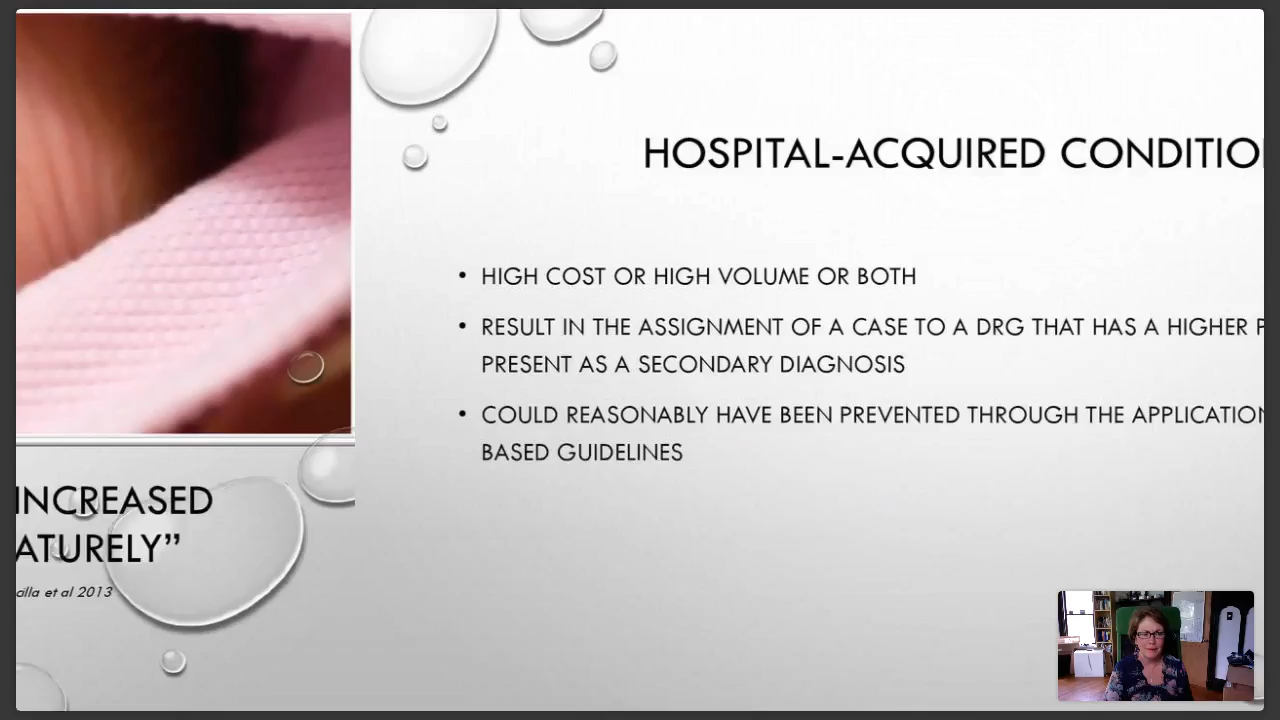 HOSPITAL-ACQUIRED CONDITIO
• HIGH COST OR HIGH VOLUME OR BOTH
• RESULT IN THE ASSIGNMENT OF A CASE TO A DRG THAT HAS A HIGHER P
PRESENT AS A SECONDARY DIAGNOSIS
• COULD REASONABLY HAVE BEEN PREVENTED THROUGH THE APPLICATION
BASED GUIDELINES
INCREASED
ATURELY”
et al 2013